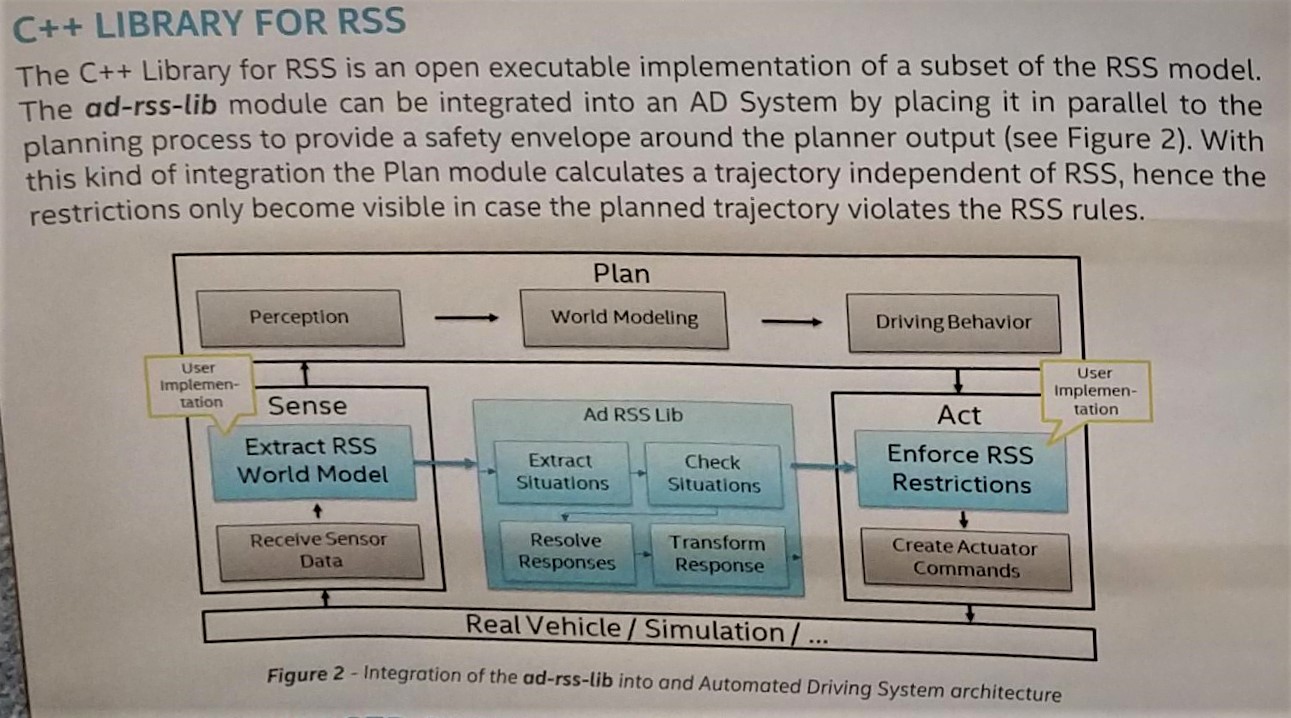 C++ LIBRARY FOR RSS
The C++ Library for RSS is an open executable implementation of a subset of the RSS model.
The ad-rss-lib module can be integrated into an AD System by placing it in parallel to the
planning process to provide a safety envelope around the planner output (see Figure 2). With
this kind of integration the Plan module calculates a trajectory independent of RSS, hence the
restrictions only become visible in case the planned trajectory violates the RSS rules.
Plan
Perception
World Modeling
Driving Behavior
User
Implemen-
tation
Sense
Extract RSS
World Model
Receive Sensor
Data
Ad RSS Lib
Extract
Situations
Check
Situations
Resolve
Responses
Transform
Response
User
Implemen-
tation
Act
Enforce RSS
Restrictions
Create Actuator
Commands
Real Vehicle / Simulation / ...
Figure 2 - Integration of the ad-rss-lib into and Automated Driving System architecture